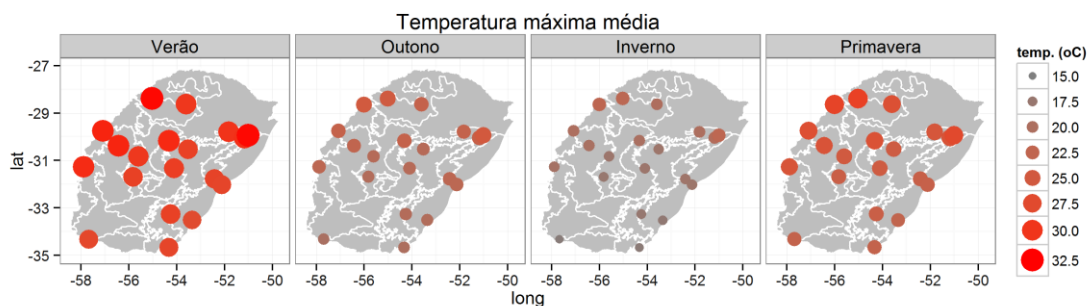 Temperatura máxima média
Verão Outono Inverno Primavera
-27
-29
-31
-33
-35
lat
-58 -56 -54 -52 -50 -58 -56 -54 -52 -50 -58 -56 -54 -52 -50 -58 -56 -54 -52 -50
long
temp. (oC)
15.0
17.5
20.0
22.5
25.0
27.5
30.0
32.5